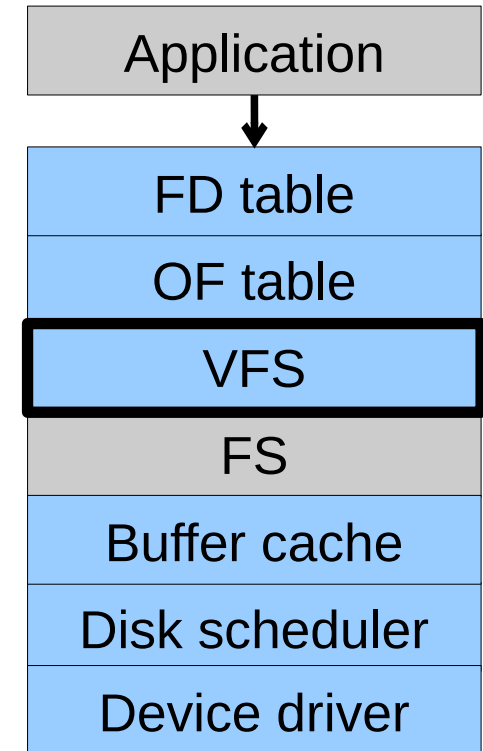 Application
FD table
OF table
VFS
FS
Buffer cache
Disk scheduler
Device driver